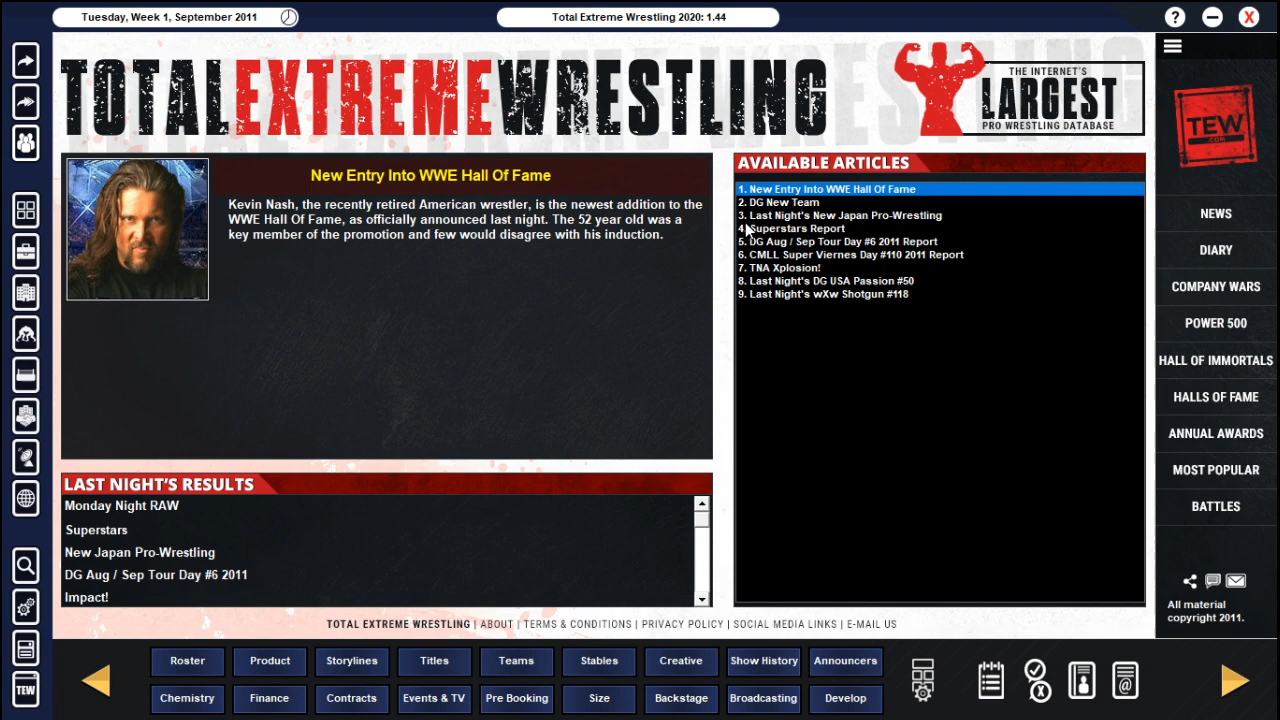 Tuesday, Week 1, September 2011
Total Extreme Wrestling 2020: 1.44
?
X
TOTALEXTREMEWRESTLING
THE INTERNET'S
LARGEST
PRO WRESTLING DATABASE
TEW
.COM
New Entry Into WWE Hall Of Fame
Kevin Nash, the recently retired American wrestler, is the newest addition to the
WWE Hall Of Fame, as officially announced last night. The 52 year old was a
key member of the promotion and few would disagree with his induction.
AVAILABLE ARTICLES
1. New Entry Into WWE Hall Of Fame
2. DG New Team
3. Last Night's New Japan Pro-Wrestling
4. Superstars Report
5. DG Aug / Sep Tour Day #6 2011 Report
6. CMLL Super Viernes Day #110 2011 Report
7. TNA Xplosion!
8. Last Night's DG USA Passion #50
9. Last Night's wXw Shotgun #118
NEWS
DIARY
COMPANY WARS
POWER 500
HALL OF IMMORTALS
HALLS OF FAME
ANNUAL AWARDS
MOST POPULAR
BATTLES
All material
copyright 2011.
LAST NIGHT'S RESULTS
Monday Night RAW
Superstars
New Japan Pro-Wrestling
DG Aug / Sep Tour Day #6 2011
Impact!
TOTAL EXTREME WRESTLING | ABOUT | TERMS & CONDITIONS | PRIVACY POLICY | SOCIAL MEDIA LINKS | E-MAIL US
TEW
Roster
Product
Storylines
Titles
Teams
Stables
Creative
Show History
Announcers
Chemistry
Finance
Contracts
Events & TV
Pre Booking
Size
Backstage
Broadcasting
Develop